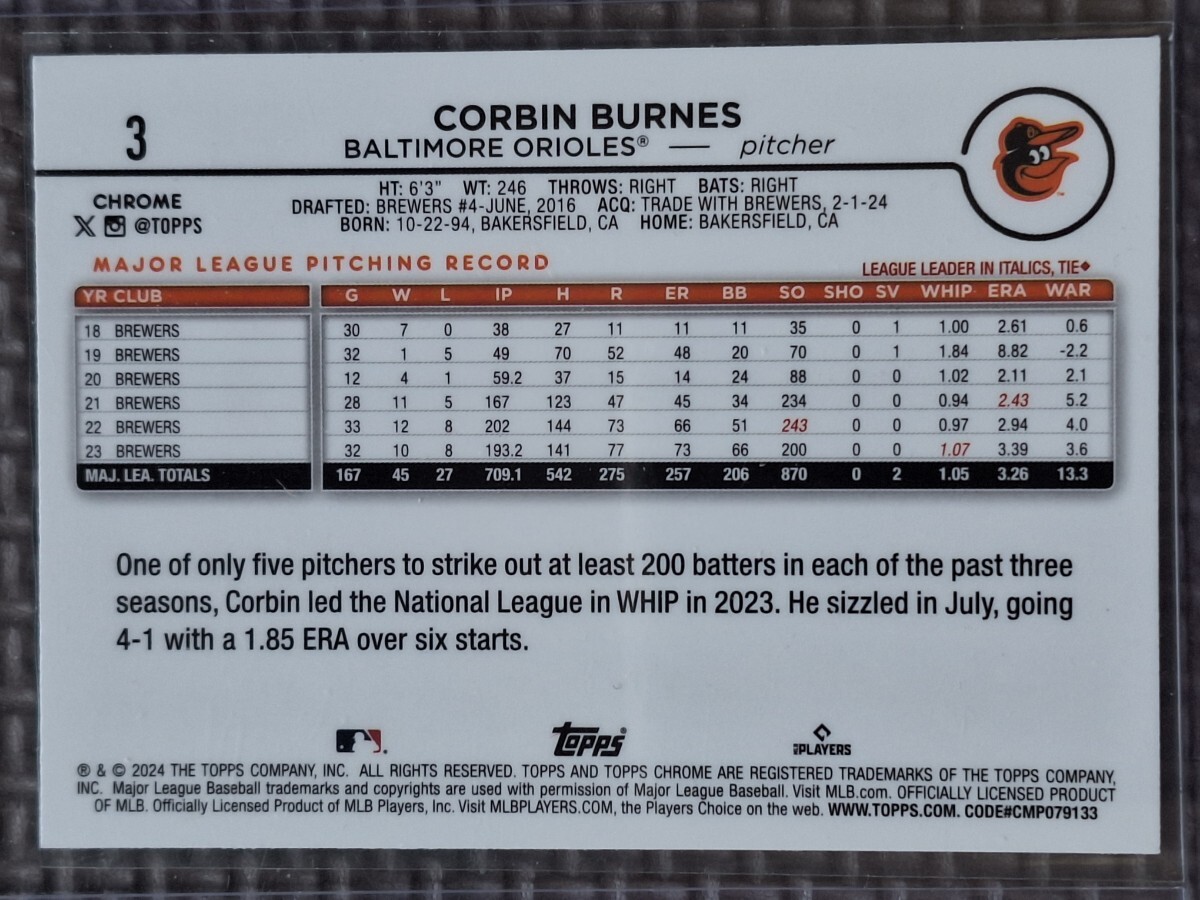 3
CORBIN BURNES
BALTIMORE ORIOLES® — pitcher
CHROME
@TOPPS
HT: 6'3" WT: 246 THROWS: RIGHT BATS: RIGHT
DRAFTED: BREWERS #4-JUNE, 2016 ACQ: TRADE WITH BREWERS, 2-1-24
BORN: 10-22-94, BAKERSFIELD, CA HOME: BAKERSFIELD, CA
MAJOR LEAGUE PITCHING RECORD
LEAGUE LEADER IN ITALICS, TIE◆
YR CLUB G W L IP H R ER BB SO SHO SV WHIP ERA WAR
18 BREWERS 30 7 0 38 27 11 11 11 35 0 1 1.00 2.61 0.6
19 BREWERS 32 1 5 49 70 52 48 20 70 0 1 1.84 8.82 -2.2
20 BREWERS 12 4 1 59.2 37 15 14 24 88 0 0 1.02 2.11 2.1
21 BREWERS 28 11 5 167 123 47 45 34 234 0 0 0.94 2.43 5.2
22 BREWERS 33 12 8 202 144 73 66 51 243 0 0 0.97 2.94 4.0
23 BREWERS 32 10 8 193.2 141 77 73 66 200 0 0 1.07 3.39 3.6
MAJ. LEA. TOTALS 167 45 27 709.1 542 275 257 206 870 0 2 1.05 3.26 13.3
One of only five pitchers to strike out at least 200 batters in each of the past three
seasons, Corbin led the National League in WHIP in 2023. He sizzled in July, going
4-1 with a 1.85 ERA over six starts.
Topps®
PLAYERS
® & © 2024 THE TOPPS COMPANY, INC. ALL RIGHTS RESERVED. TOPPS AND TOPPS CHROME ARE REGISTERED TRADEMARKS OF THE TOPPS COMPANY,
INC. Major League Baseball trademarks and copyrights are used with permission of Major League Baseball. Visit MLB.com. OFFICIALLY LICENSED PRODUCT
OF MLB. Officially Licensed Product of MLB Players, Inc. Visit MLBPLAYERS.COM, the Players Choice on the web. WWW.TOPPS.COM. CODE#CMP079133